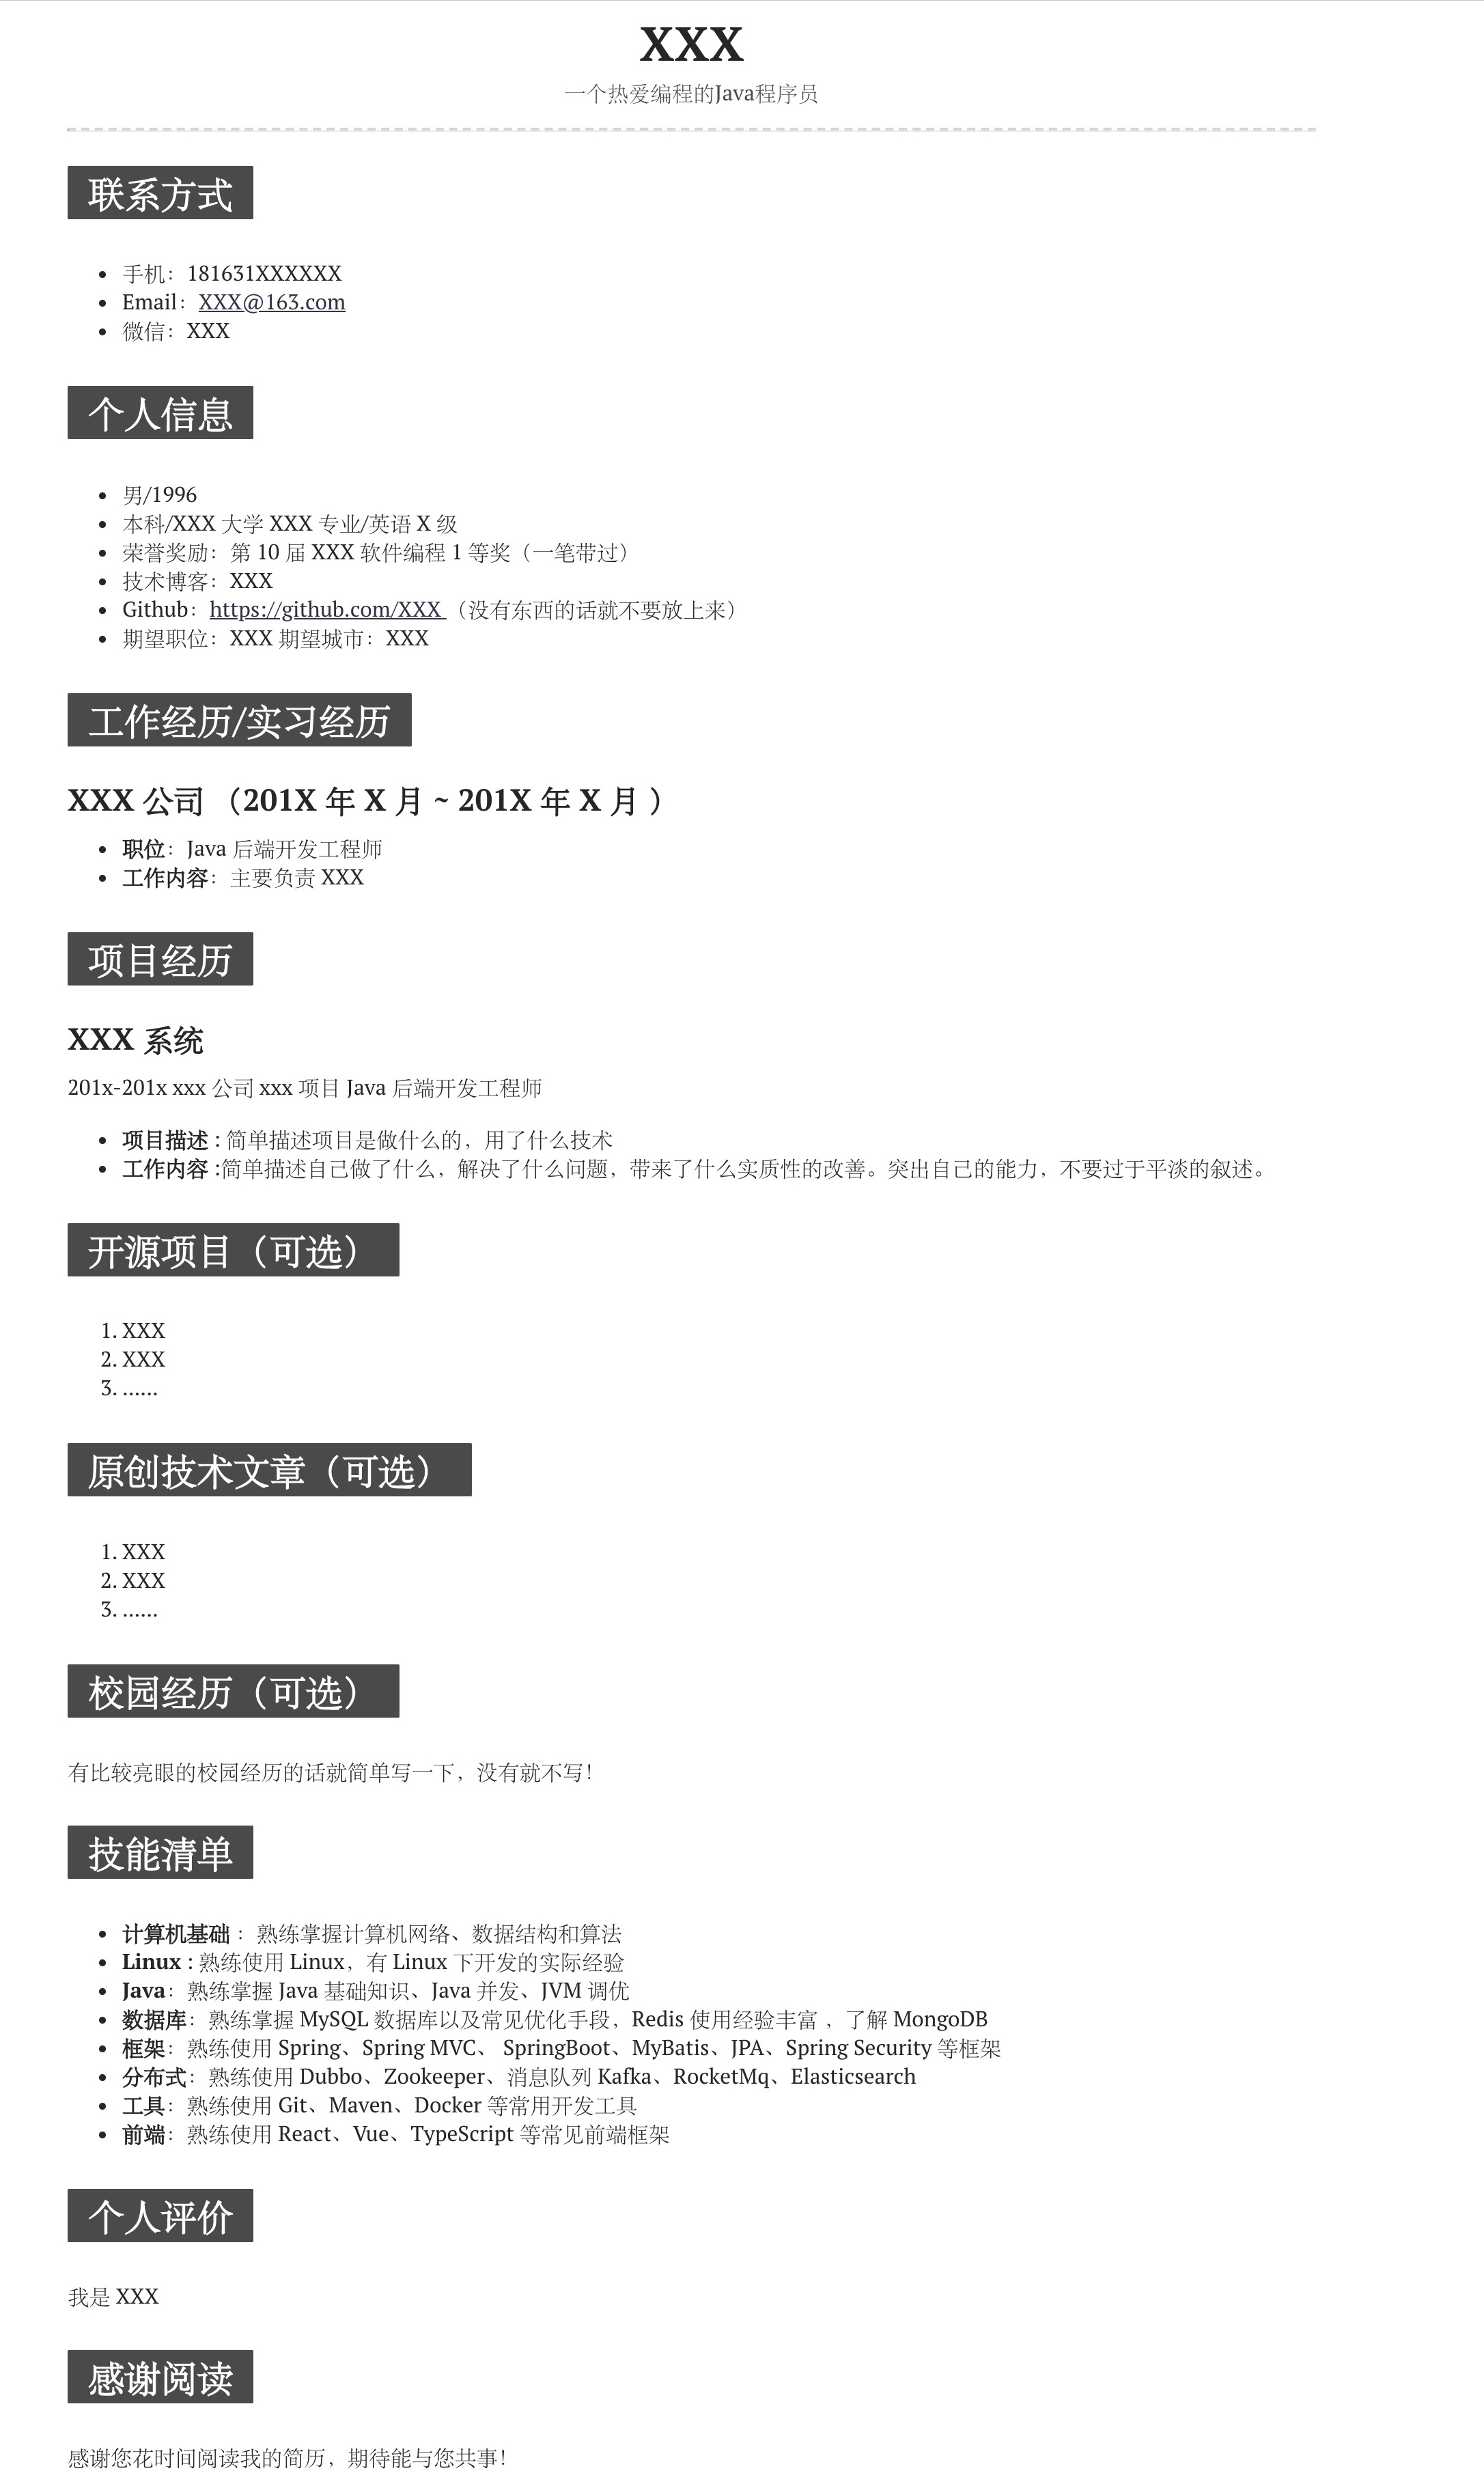 XXX
一个热爱编程的Java程序员
联系方式
• 手机：181631XXXXXX
• Email：XXX@163.com
• 微信：XXX
个人信息
• 男/1996
• 本科/XXX 大学 XXX 专业/英语 X 级
• 荣誉奖励：第 10 届 XXX 软件编程 1 等奖（一笔带过）
• 技术博客：XXX
• Github：https://github.com/XXX （没有东西的话就不要放上来）
• 期望职位：XXX 期望城市：XXX
工作经历/实习经历
XXX 公司 （201X 年 X 月 ~ 201X 年 X 月 ）
• 职位：Java 后端开发工程师
• 工作内容：主要负责 XXX
项目经历
XXX 系统
201x-201x xxx 公司 xxx 项目 Java 后端开发工程师
• 项目描述 : 简单描述项目是做什么的，用了什么技术
• 工作内容 :简单描述自己做了什么，解决了什么问题，带来了什么实质性的改善。突出自己的能力，不要过于平淡的叙述。
开源项目（可选）
1. XXX
2. XXX
3. ......
原创技术文章（可选）
1. XXX
2. XXX
3. ......
校园经历（可选）
有比较亮眼的校园经历的话就简单写一下，没有就不写！
技能清单
• 计算机基础 ：熟练掌握计算机网络、数据结构和算法
• Linux : 熟练使用 Linux，有 Linux 下开发的实际经验
• Java：熟练掌握 Java 基础知识、Java 并发、JVM 调优
• 数据库：熟练掌握 MySQL 数据库以及常见优化手段，Redis 使用经验丰富 ，了解 MongoDB
• 框架：熟练使用 Spring、Spring MVC、 SpringBoot、MyBatis、JPA、Spring Security 等框架
• 分布式：熟练使用 Dubbo、Zookeeper、消息队列 Kafka、RocketMq、Elasticsearch
• 工具：熟练使用 Git、Maven、Docker 等常用开发工具
• 前端：熟练使用 React、Vue、TypeScript 等常见前端框架
个人评价
我是 XXX
感谢阅读
感谢您花时间阅读我的简历，期待能与您共事！